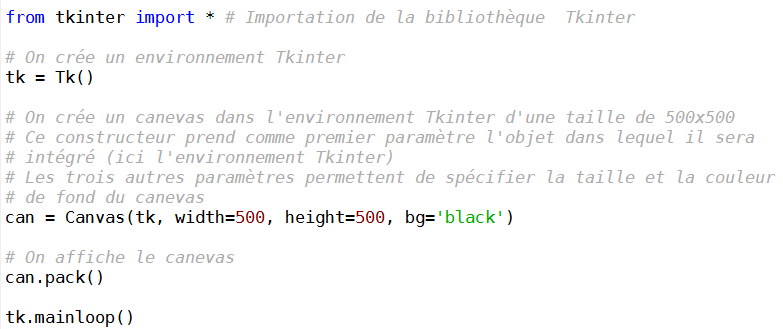 from tkinter import * # Importation de la bibliothèque  Tkinter
# On crée un environnement Tkinter
tk = Tk()
# On crée un canevas dans l'environnement Tkinter d'une taille de 500x500
# Ce constructeur prend comme premier paramètre l'objet dans lequel il sera
# intégré (ici l'environnement Tkinter)
# Les trois autres paramètres permettent de spécifier la taille et la couleur
# de fond du canevas
can = Canvas(tk, width=500, height=500, bg='black')
# On affiche le canevas
can.pack()
tk.mainloop()